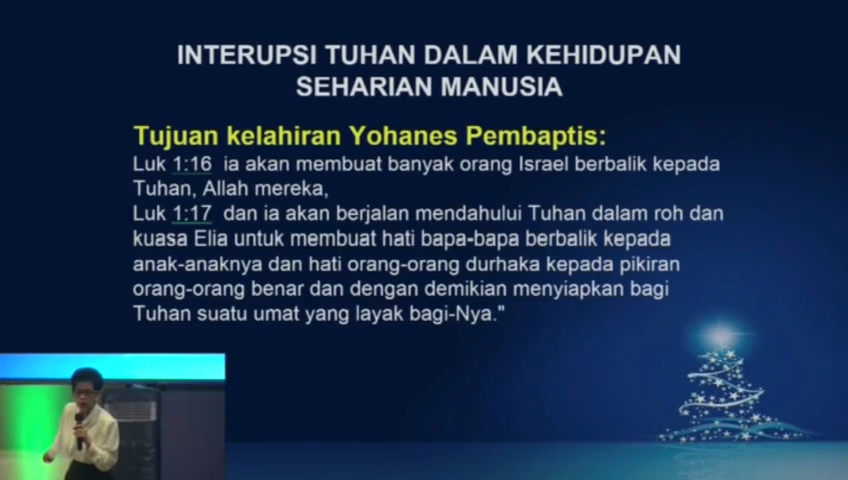 INTERUPSI TUHAN DALAM KEHIDUPAN
SEHARIAN MANUSIA
Tujuan kelahiran Yohanes Pembaptis:
Luk 1:16 ia akan membuat banyak orang Israel berbalik kepada
Tuhan, Allah mereka,
Luk 1:17 dan ia akan berjalan mendahului Tuhan dalam roh dan
kuasa Elia untuk membuat hati bapa-bapa berbalik kepada
anak-anaknya dan hati orang-orang durhaka kepada pikiran
orang-orang benar dan dengan demikian menyiapkan bagi
Tuhan suatu umat yang layak bagi-Nya."